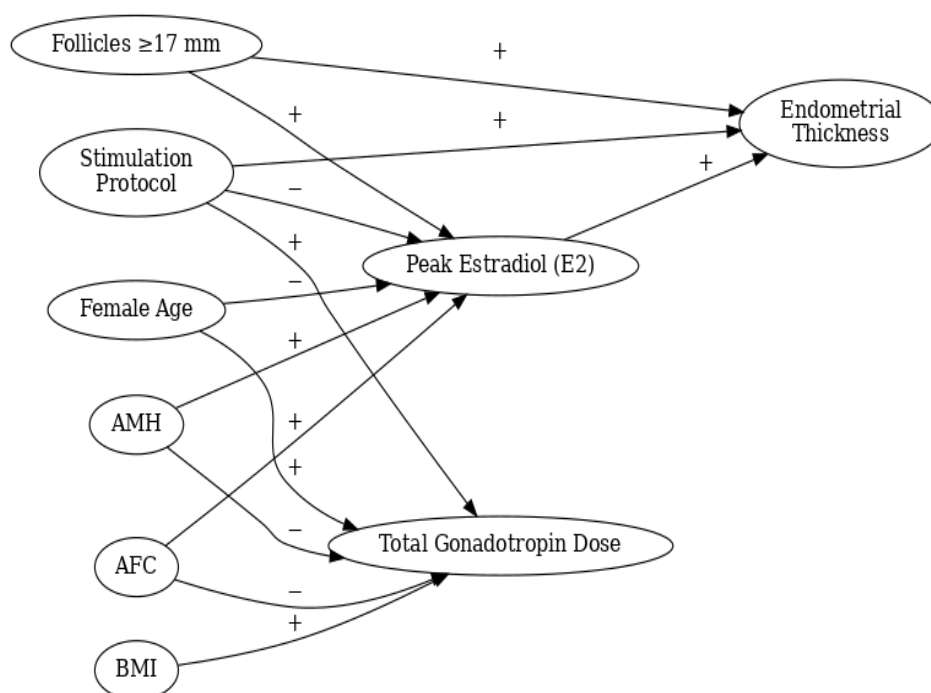 Follicles ≥17 mm
+
Endometrial
Thickness
+
+
Stimulation
Protocol
+
–
+
Peak Estradiol (E2)
–
Female Age
+
AMH
+
+
–
Total Gonadotropin Dose
AFC
–
+
BMI